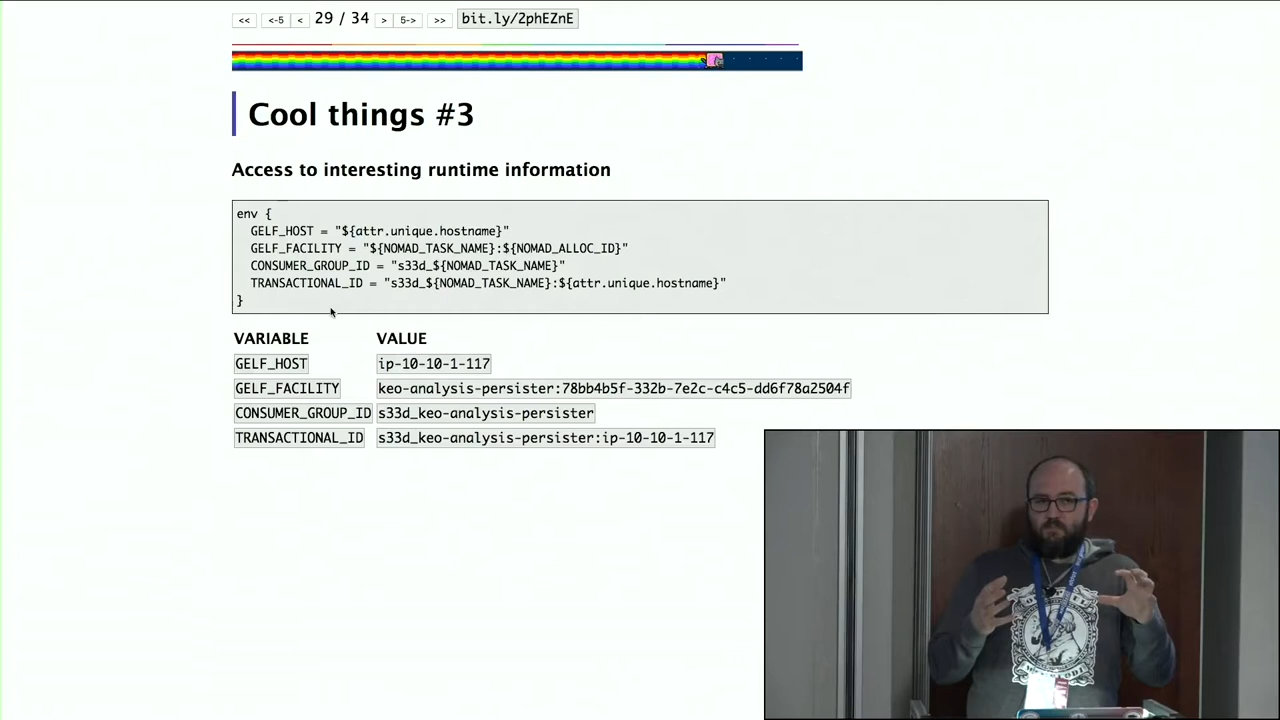 << <-5 < 29 / 34 > 5-> >> bit.ly/2phEZnE
Cool things #3
Access to interesting runtime information
env {
GELF_HOST = "${attr.unique.hostname}"
GELF_FACILITY = "${NOMAD_TASK_NAME}:${NOMAD_ALLOC_ID}"
CONSUMER_GROUP_ID = "s33d_${NOMAD_TASK_NAME}"
TRANSACTIONAL_ID = "s33d_${NOMAD_TASK_NAME}:${attr.unique.hostname}"
}
VARIABLE VALUE
GELF_HOST ip-10-10-1-117
GELF_FACILITY keo-analysis-persister:78bb4b5f-332b-7e2c-c4c5-dd6f78a2504f
CONSUMER_GROUP_ID s33d_keo-analysis-persister
TRANSACTIONAL_ID s33d_keo-analysis-persister:ip-10-10-1-117